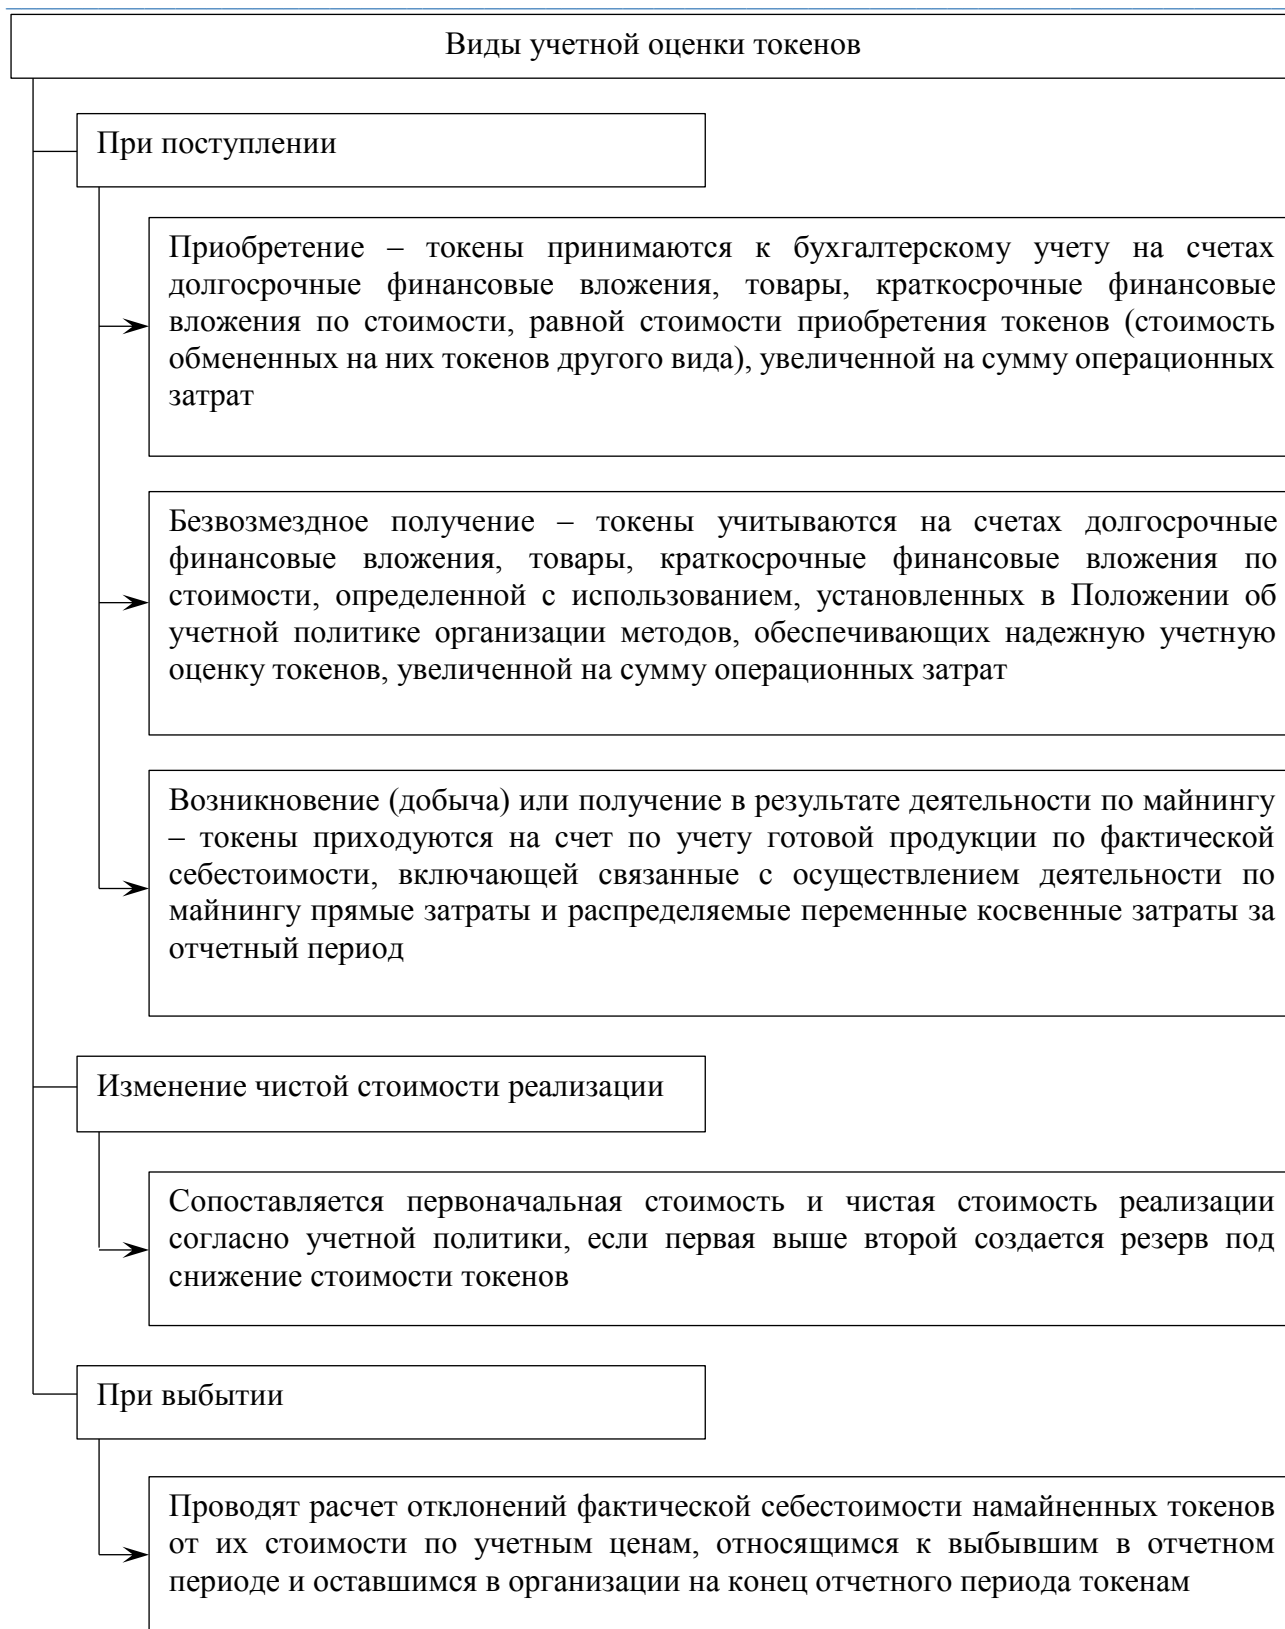 Виды учетной оценки токенов
При поступлении
Приобретение – токены принимаются к бухгалтерскому учету на счетах
долгосрочные финансовые вложения, товары, краткосрочные финансовые
вложения по стоимости, равной стоимости приобретения токенов (стоимость
обмененных на них токенов другого вида), увеличенной на сумму операционных
затрат
Безвозмездное получение – токены учитываются на счетах долгосрочные
финансовые вложения, товары, краткосрочные финансовые вложения по
стоимости, определенной с использованием, установленных в Положении об
учетной политике организации методов, обеспечивающих надежную учетную
оценку токенов, увеличенной на сумму операционных затрат
Возникновение (добыча) или получение в результате деятельности по майнингу
– токены приходуются на счет по учету готовой продукции по фактической
себестоимости, включающей связанные с осуществлением деятельности по
майнингу прямые затраты и распределяемые переменные косвенные затраты за
отчетный период
Изменение чистой стоимости реализации
Сопоставляется первоначальная стоимость и чистая стоимость реализации
согласно учетной политики, если первая выше второй создается резерв под
снижение стоимости токенов
При выбытии
Проводят расчет отклонений фактической себестоимости намайненных токенов
от их стоимости по учетным ценам, относящимся к выбывшим в отчетном
периоде и оставшимся в организации на конец отчетного периода токенам